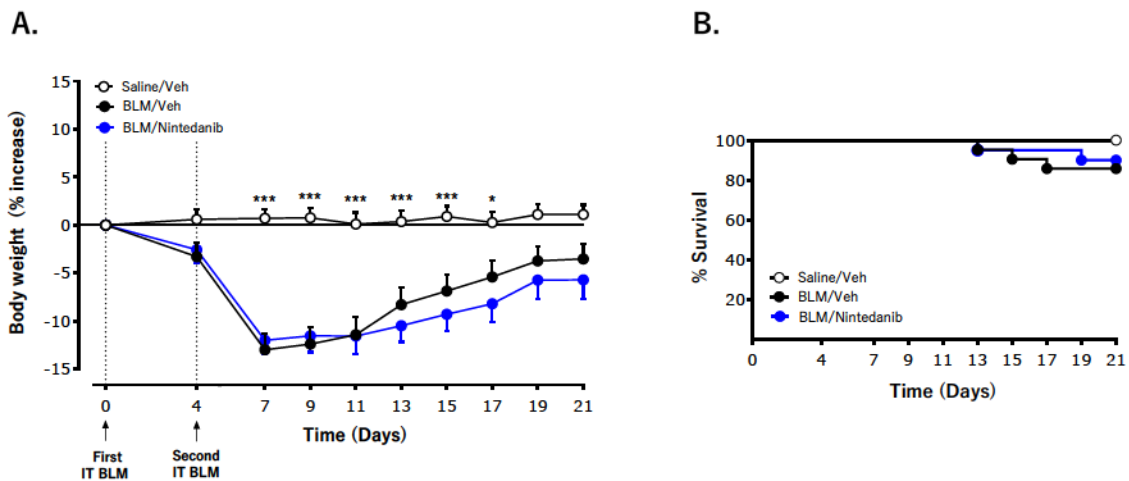 A.
Body weight (% increase)
15
10
5
0
-5
-10
-15
Saline/Veh
BLM/Veh
BLM/Nintedanib
*** *** *** *** *** *
0 4 7 9 11 13 15 17 19 21
Time (Days)
First
IT BLM
Second
IT BLM
B.
% Survival
100
80
60
40
20
Saline/Veh
BLM/Veh
BLM/Nintedanib
0 4 7 9 11 13 15 17 19 21
Time (Days)